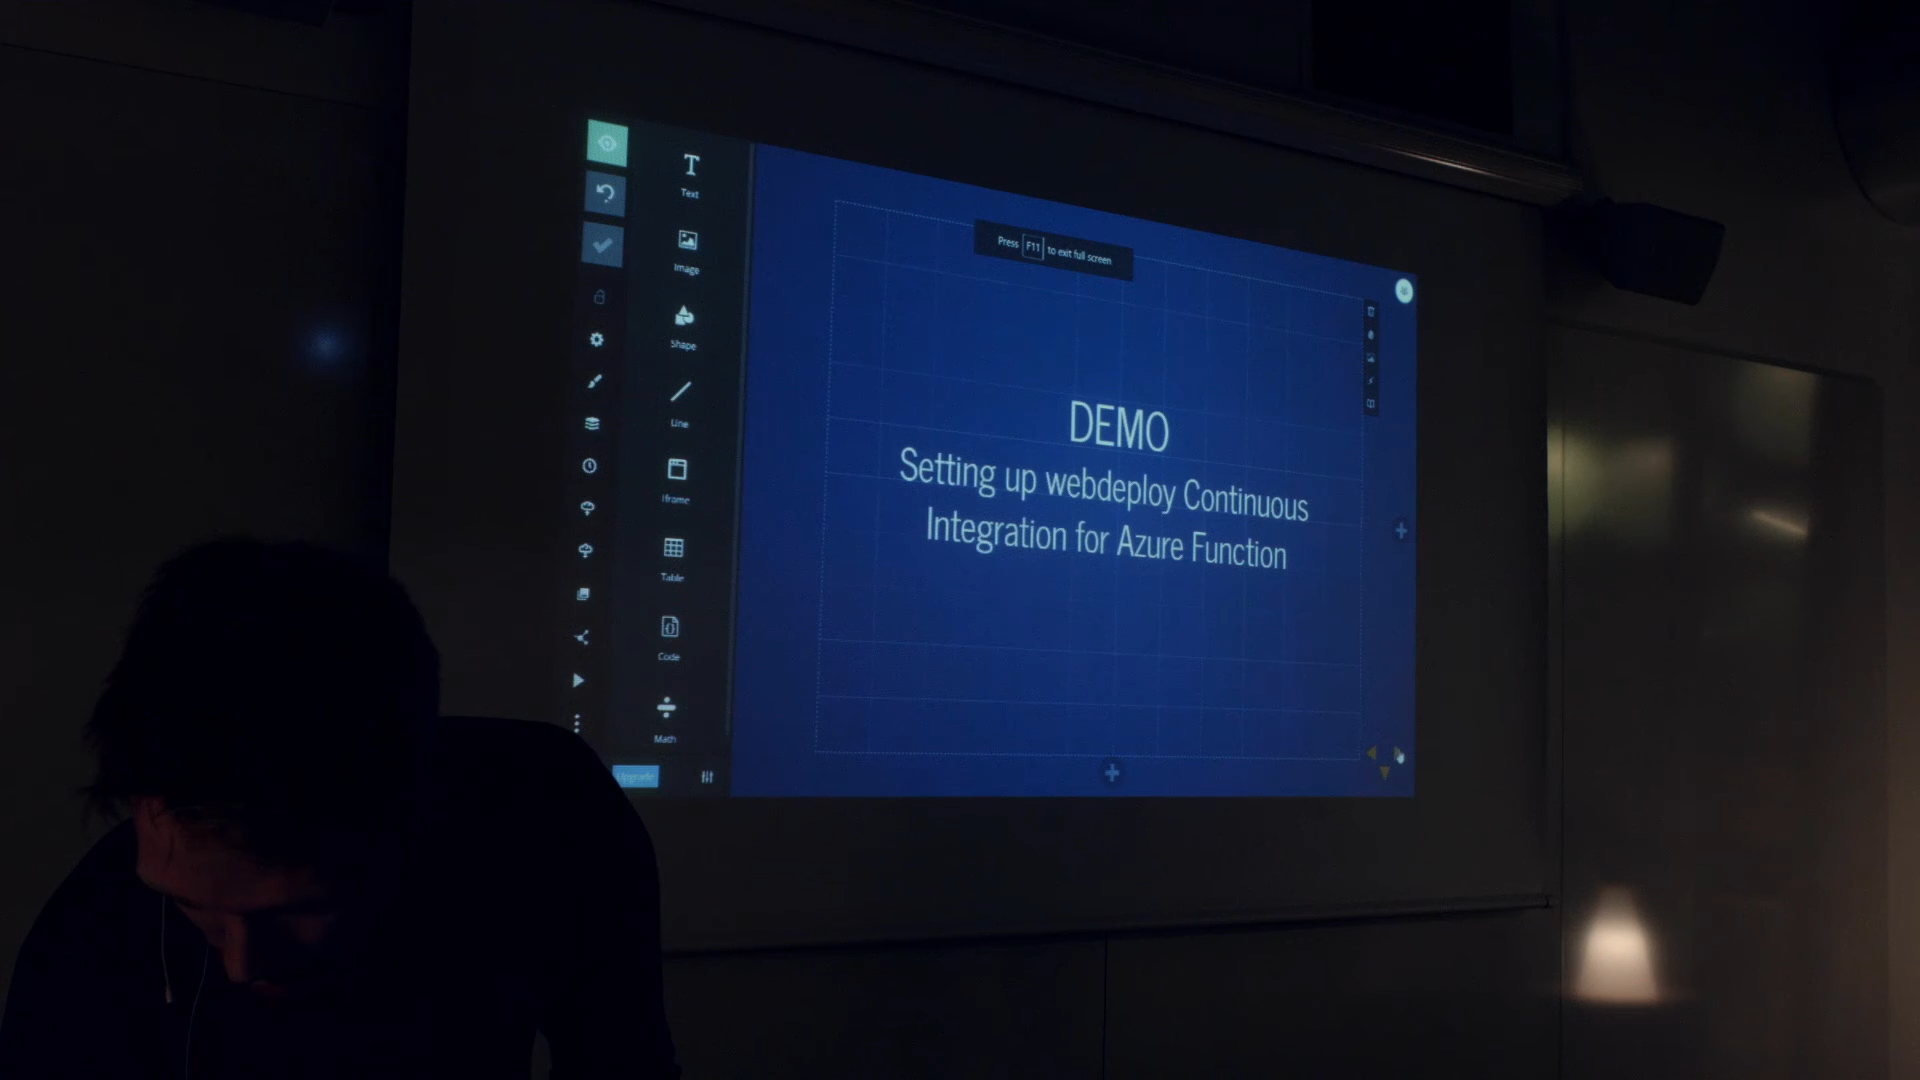 Text
Image
Shape
Line
Iframe
Table
Code
Math
Upgrade
Press F11 to exit full screen
DEMO
Setting up webdeploy Continuous
Integration for Azure Function